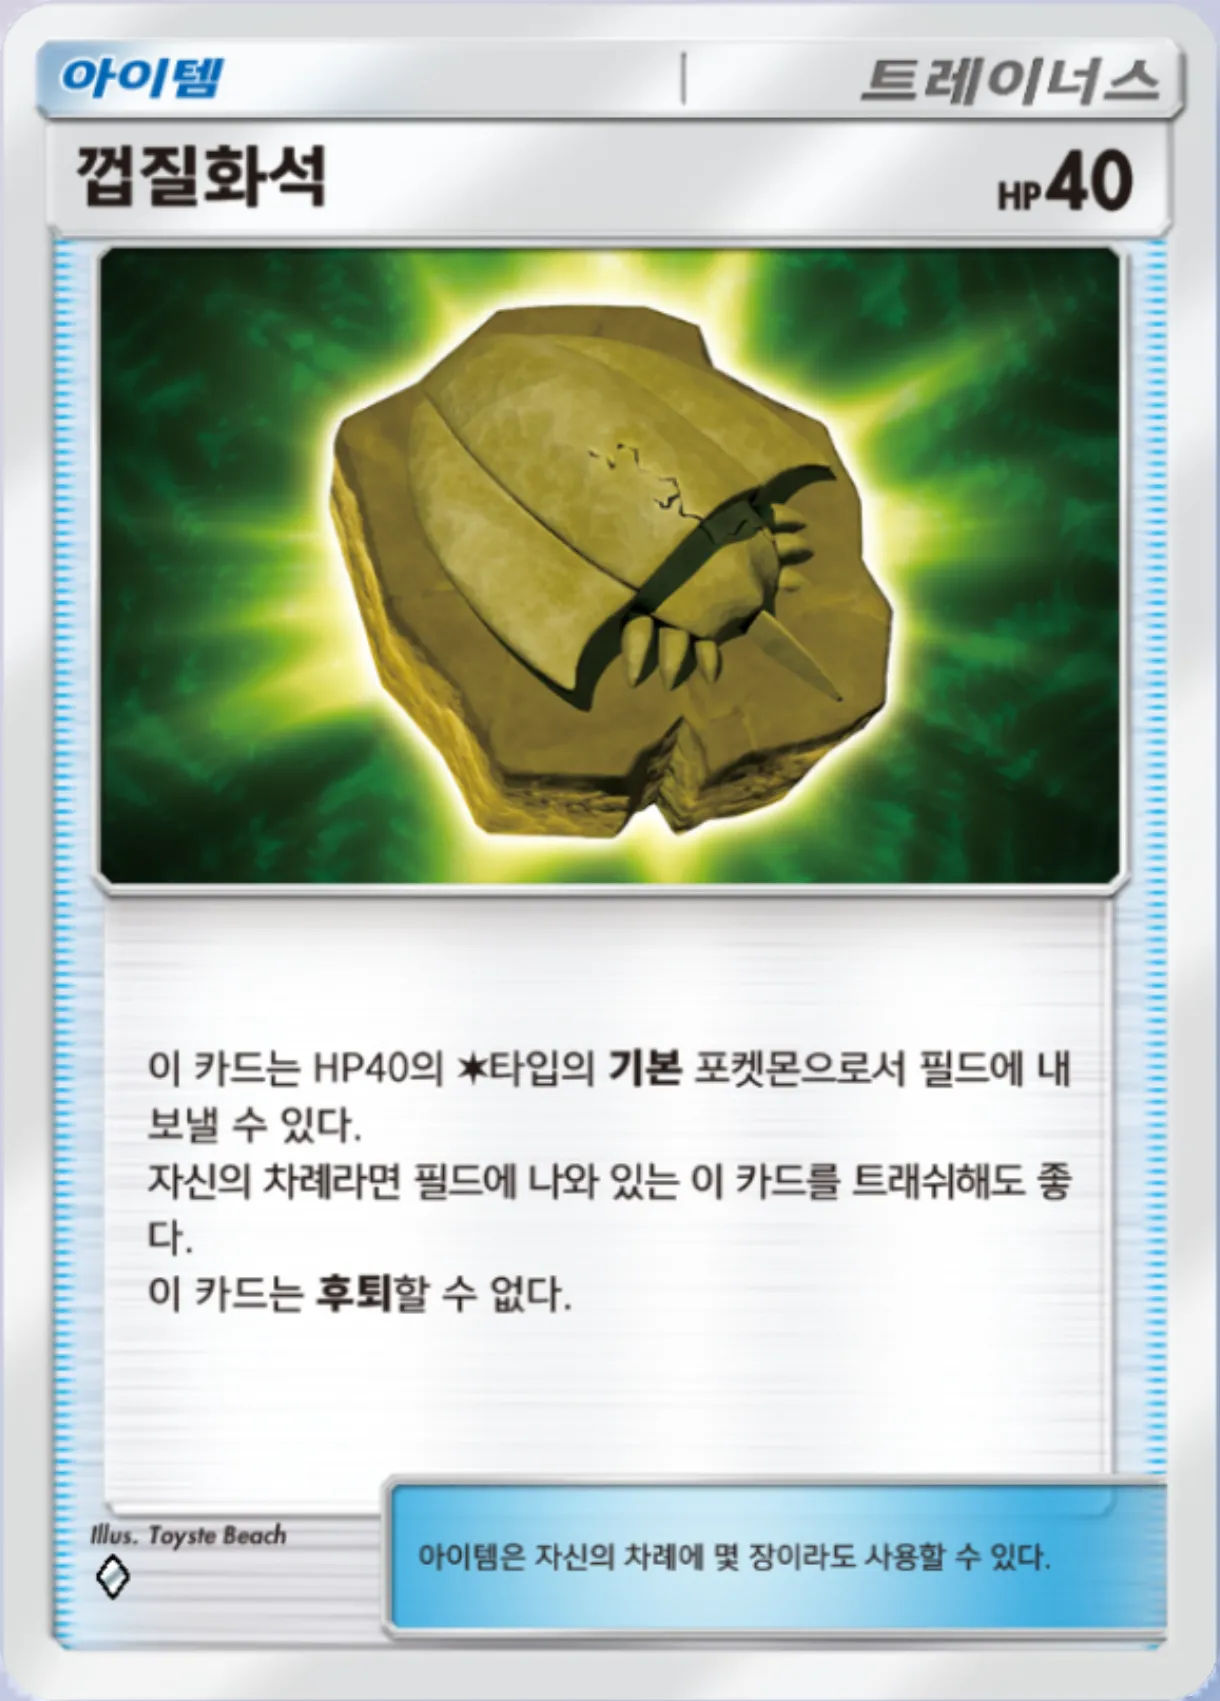 아이템
트레이너스
껍질화석
HP40
이 카드는 HP40의 ✶타입의 기본 포켓몬으로서 필드에 내
보낼 수 있다.
자신의 차례라면 필드에 나와 있는 이 카드를 트래쉬해도 좋
다.
이 카드는 후퇴할 수 없다.
Illus. Toyste Beach
아이템은 자신의 차례에 몇 장이라도 사용할 수 있다.